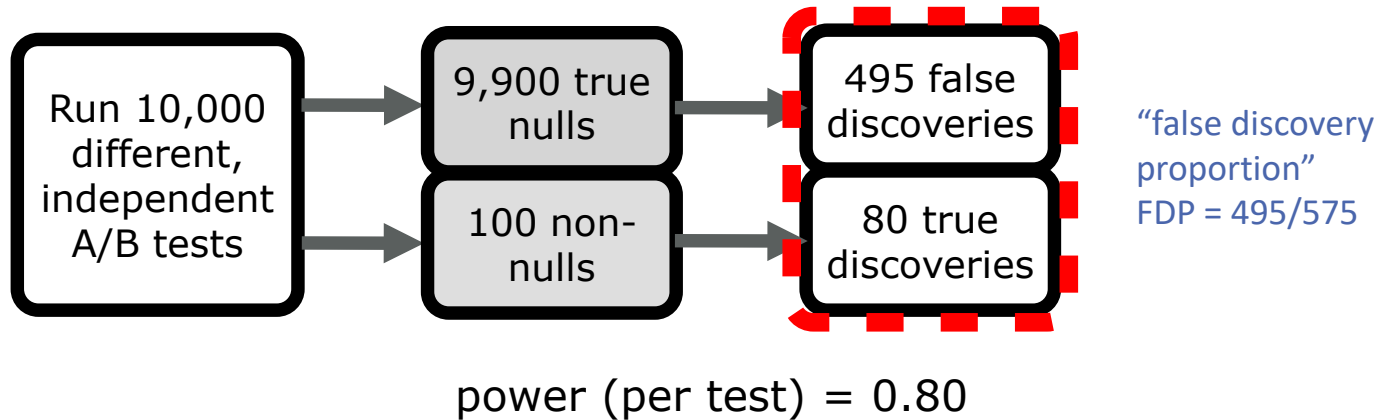 Run 10,000
different,
independent
A/B tests
9,900 true
nulls
100 non-
nulls
495 false
discoveries
80 true
discoveries
“false discovery
proportion”
FDP = 495/575
power (per test) = 0.80